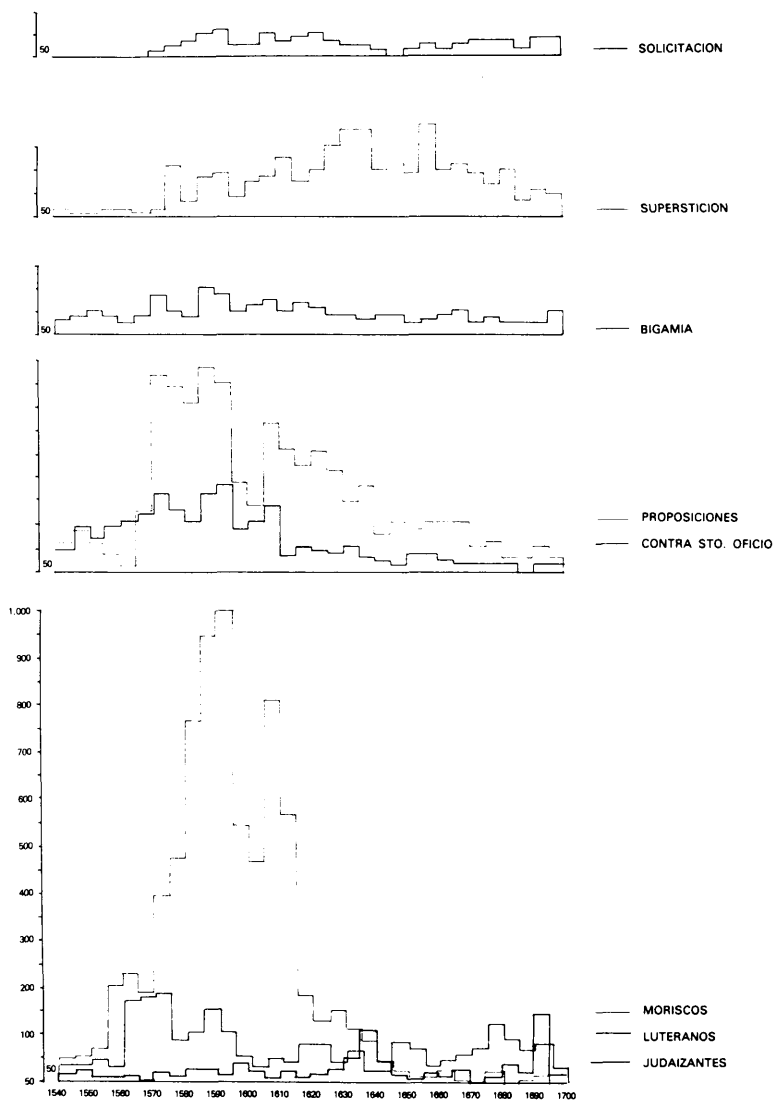 50
SOLICITACION
50
SUPERSTICION
50
BIGAMIA
PROPOSICIONES
CONTRA STO. OFICIO
50
1.000
900
800
700
600
500
400
300
200
MORISCOS
100
LUTERANOS
JUDAIZANTES
50
50
1540 1550 1560 1570 1580 1590 1600 1610 1620 1630 1640 1650 1660 1670 1680 1690 1700